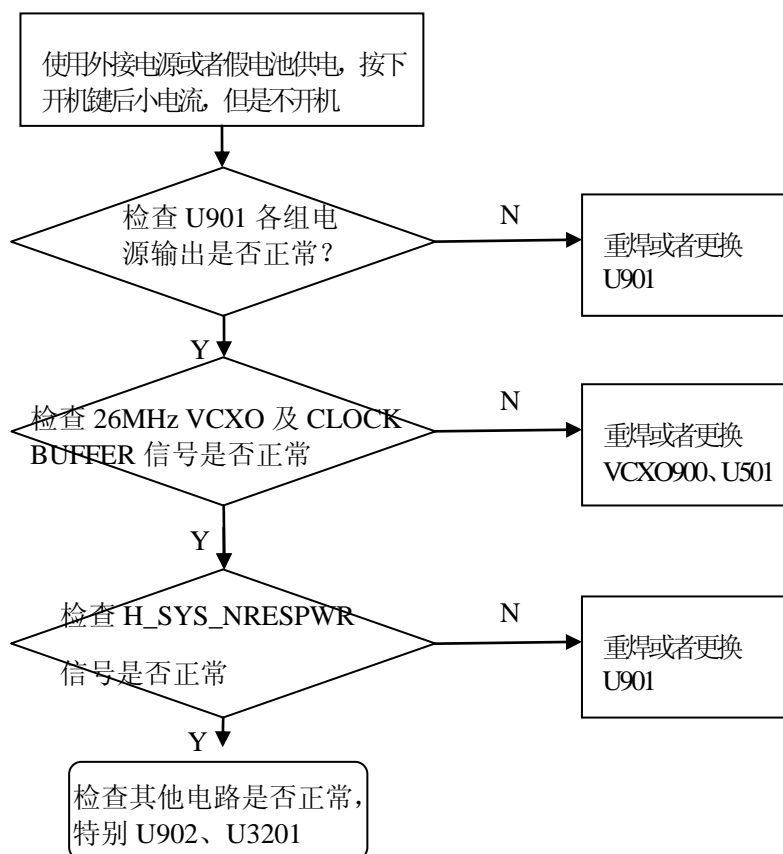 使用外接电源或者假电池供电，按下
开机键后小电流，但是不开机
检查 U901 各组电
源输出是否正常？
N
重焊或者更换
U901
Y
检查 26MHz VCXO 及 CLOCK
BUFFER 信号是否正常
N
重焊或者更换
VCXO900、U501
Y
检查 H_SYS_NRESPWR
信号是否正常
N
重焊或者更换
U901
Y
检查其他电路是否正常，
特别 U902、U3201